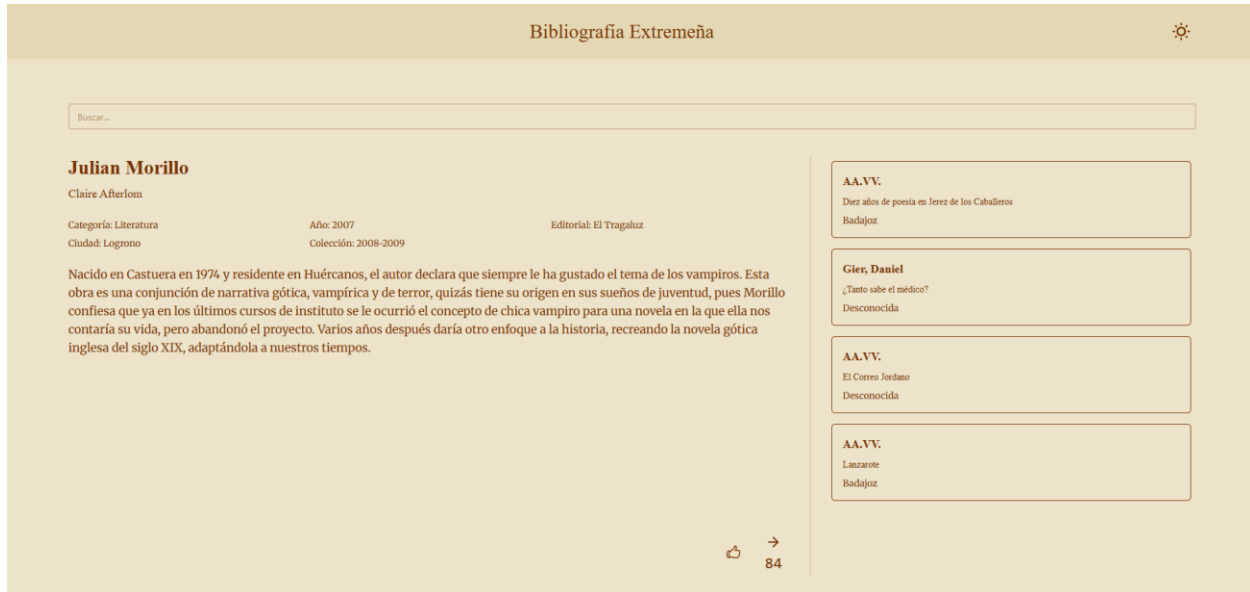 Bibliografía Extremeña
Buscar...
Julian Morillo
Claire Afterlom
Categoría: Literatura
Año: 2007
Editorial: El Tragaluz
Ciudad: Logrono
Colección: 2008-2009
Nacido en Castuera en 1974 y residente en Huércanos, el autor declara que siempre le ha gustado el tema de los vampiros. Esta
obra es una conjunción de narrativa gótica, vampírica y de terror, quizás tiene su origen en sus sueños de juventud, pues Morillo
confiesa que ya en los últimos cursos de instituto se le ocurrió el concepto de chica vampiro para una novela en la que ella nos
contaría su vida, pero abandonó el proyecto. Varios años después daría otro enfoque a la historia, recreando la novela gótica
inglesa del siglo XIX, adaptándola a nuestros tiempos.
84
AA.VV.
Diez años de poesia en Jerez de los Caballeros
Badajoz
Gier, Daniel
¿Tanto sabe el médico?
Desconocida
AA.VV.
El Correo Jordano
Desconocida
AA.VV.
Lanzarote
Badajoz